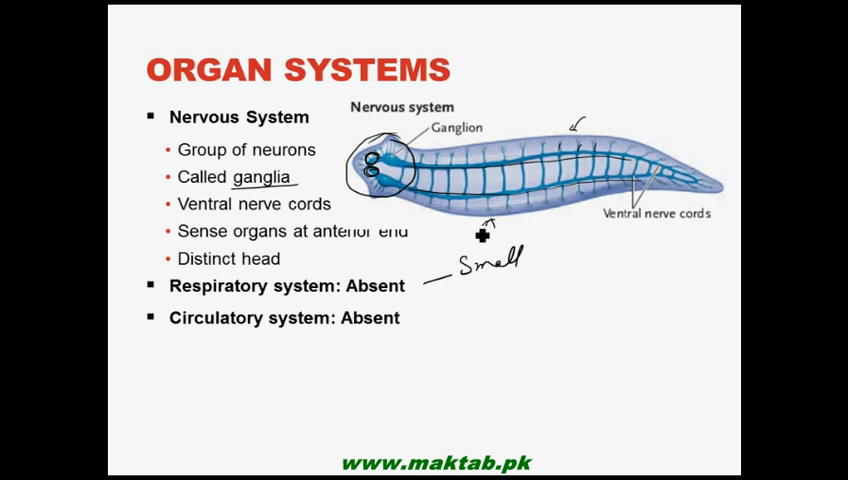 ORGAN SYSTEMS
▪ Nervous System
• Group of neurons
• Called ganglia
• Ventral nerve cords
• Sense organs at anterior end
• Distinct head
▪ Respiratory system: Absent
▪ Circulatory system: Absent
Nervous system
Ganglion
Ventral nerve cords
Small
www.maktab.pk